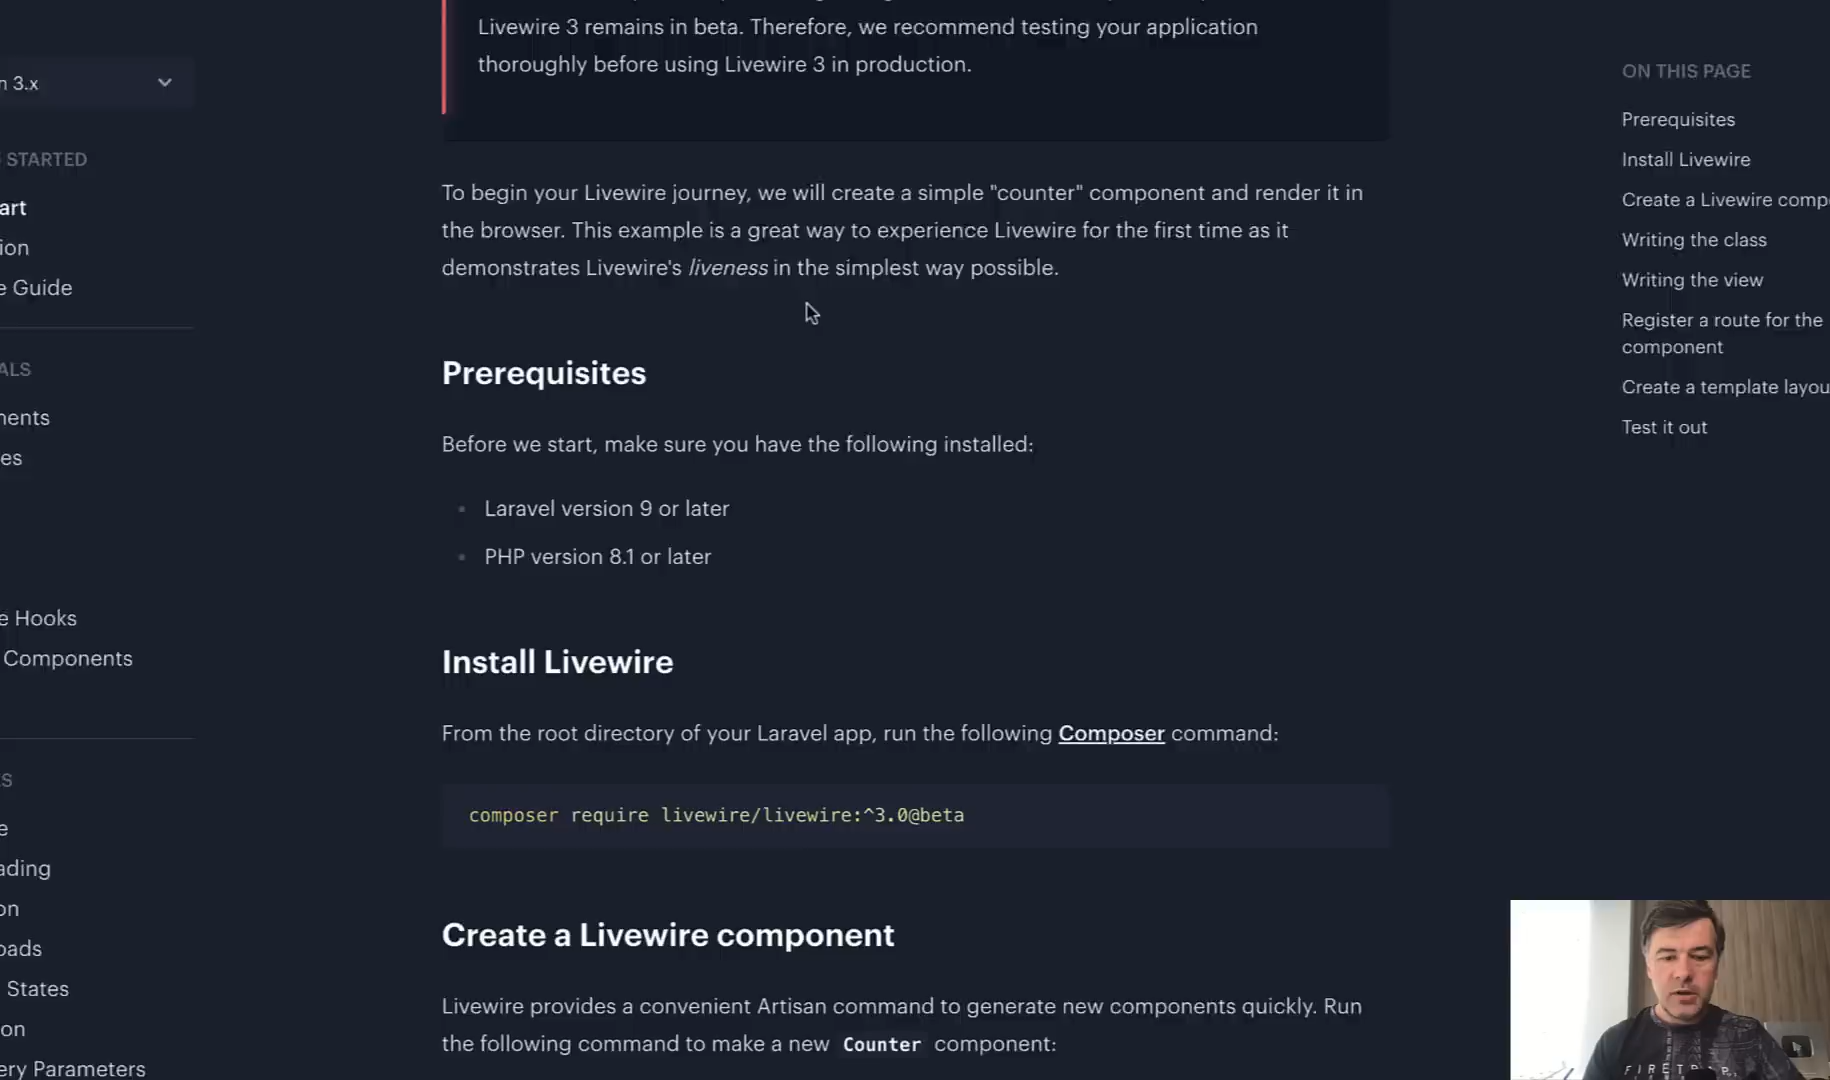 Livewire 3 remains in beta. Therefore, we recommend testing your application
thoroughly before using Livewire 3 in production.
n 3.x
STARTED
art
ion
e Guide
ALS
nents
es
e Hooks
Components
S
e
ading
on
oads
States
on
ery Parameters
To begin your Livewire journey, we will create a simple "counter" component and render it in
the browser. This example is a great way to experience Livewire for the first time as it
demonstrates Livewire's liveness in the simplest way possible.
Prerequisites
Before we start, make sure you have the following installed:
Laravel version 9 or later
PHP version 8.1 or later
Install Livewire
From the root directory of your Laravel app, run the following Composer command:
composer require livewire/livewire:^3.0@beta
Create a Livewire component
Livewire provides a convenient Artisan command to generate new components quickly. Run
the following command to make a new Counter component:
ON THIS PAGE
Prerequisites
Install Livewire
Create a Livewire comp
Writing the class
Writing the view
Register a route for the
component
Create a template layou
Test it out